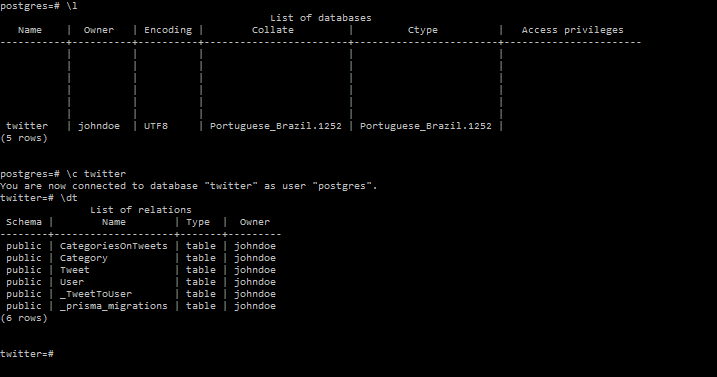 postgres=# \l
List of databases
Name | Owner | Encoding | Collate | Ctype | Access privileges
-----------+----------+----------+------------------------+------------------------+-----------------------
| | | | |
| | | | |
| | | | |
| | | | |
| | | | |
| | | | |
twitter | johndoe | UTF8 | Portuguese_Brazil.1252 | Portuguese_Brazil.1252 |
(5 rows)
postgres=# \c twitter
You are now connected to database "twitter" as user "postgres".
twitter=# \dt
List of relations
Schema | Name | Type | Owner
--------+--------------------+-------+---------
public | CategoriesOnTweets | table | johndoe
public | Category | table | johndoe
public | Tweet | table | johndoe
public | User | table | johndoe
public | _TweetToUser | table | johndoe
public | _prisma_migrations | table | johndoe
(6 rows)
twitter=#